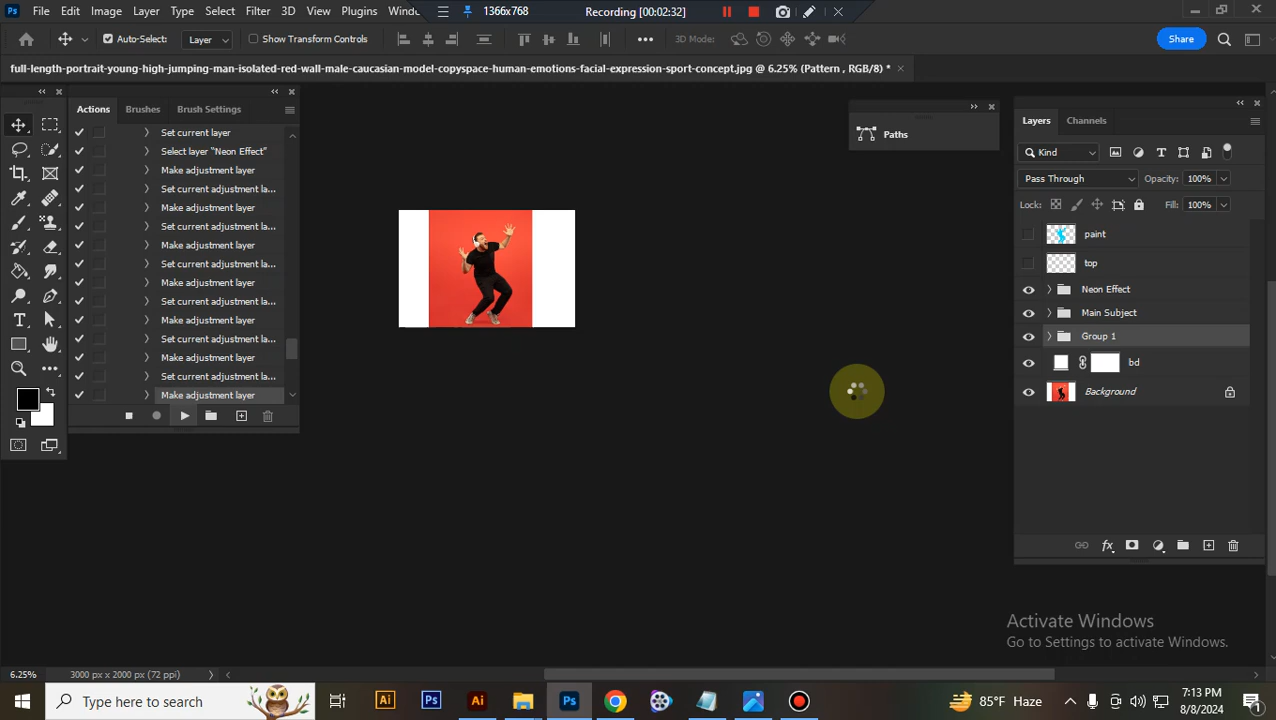 Ps File Edit Image Layer Type Select Filter 3D View Plugins Wind 1366x768 Recording [00:02:32]
Auto-Select: Layer Show Transform Controls 3D Mode: Share
full-length-portrait-young-high-jumping-man-isolated-red-wall-male-caucasian-model-copyspace-human-emotions-facial-expression-sport-concept.jpg @ 6.25% (Pattern , RGB/8) *
Actions Brushes Brush Settings
Set current layer
Select layer “Neon Effect”
Make adjustment layer
Set current adjustment la...
Make adjustment layer
Set current adjustment la...
Make adjustment layer
Set current adjustment la...
Make adjustment layer
Set current adjustment la...
Make adjustment layer
Set current adjustment la...
Make adjustment layer
Set current adjustment la...
Make adjustment layer
Paths
Layers Channels
Kind
Pass Through Opacity: 100%
Lock: Fill: 100%
paint
top
Neon Effect
Main Subject
Group 1
bd
Background
fx
Activate Windows
Go to Settings to activate Windows.
6.25% 3000 px x 2000 px (72 ppi)
Type here to search Ai Ps Ai Ps 85°F Haze 7:13 PM
8/8/2024 1